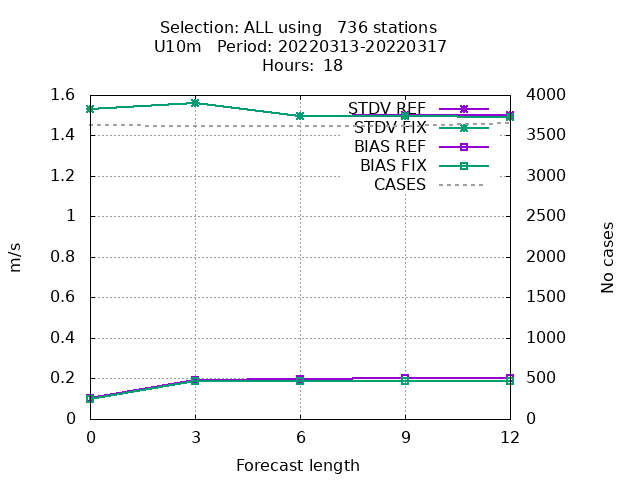 Selection: ALL using   736 stations
U10m   Period: 20220313-20220317
Hours: 18
1.6
1.4
1.2
1
0.8
0.6
0.4
0.2
0
m/s
STDV REF
STDV FIX
BIAS REF
BIAS FIX
CASES
4000
3500
3000
2500
2000
1500
1000
500
0
No cases
0
3
6
9
12
Forecast length